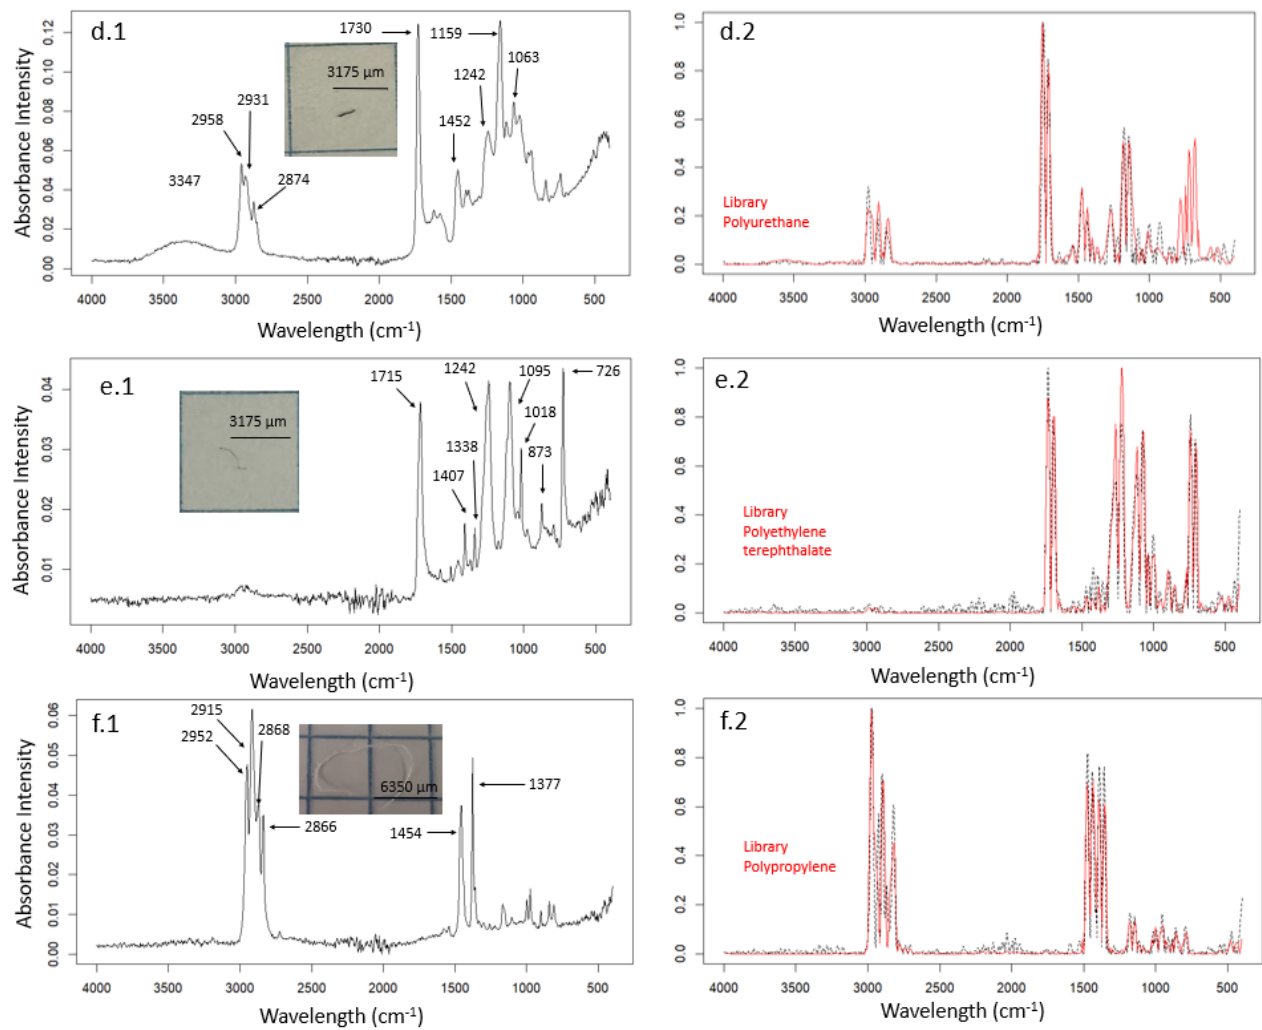 d.1
0.12
0.10
0.08
0.06
0.04
0.02
0.00
Absorbance Intensity
1730
1159
1063
1242
1452
2931
2958
2874
3347
3175 µm
4000 3500 3000 2500 2000 1500 1000 500
Wavelength (cm-1)
d.2
1.0
0.8
0.6
0.4
0.2
0.0
Library
Polyurethane
4000 3500 3000 2500 2000 1500 1000 500
Wavelength (cm-1)
e.1
0.04
0.03
0.02
0.01
Absorbance Intensity
3175 µm
1715
1242
1095
726
1018
1338
873
1407
4000 3500 3000 2500 2000 1500 1000 500
Wavelength (cm-1)
e.2
1.0
0.8
0.6
0.4
0.2
0.0
Library
Polyethylene
terephthalate
4000 3500 3000 2500 2000 1500 1000 500
Wavelength (cm-1)
f.1
0.06
0.05
0.04
0.03
0.02
0.01
0.00
Absorbance Intensity
2915
2952
2868
2866
6350 µm
1377
1454
4000 3500 3000 2500 2000 1500 1000 500
Wavelength (cm-1)
f.2
1.0
0.8
0.6
0.4
0.2
0.0
Library
Polypropylene
4000 3500 3000 2500 2000 1500 1000 500
Wavelength (cm-1)